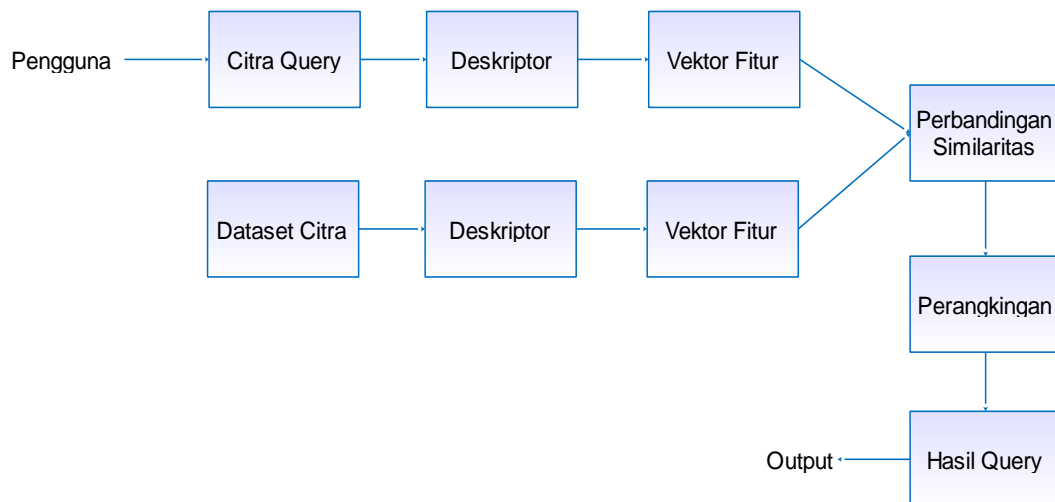 Pengguna
Citra Query
Deskriptor
Vektor Fitur
Perbandingan
Similaritas
Dataset Citra
Deskriptor
Vektor Fitur
Perangkingan
Output
Hasil Query